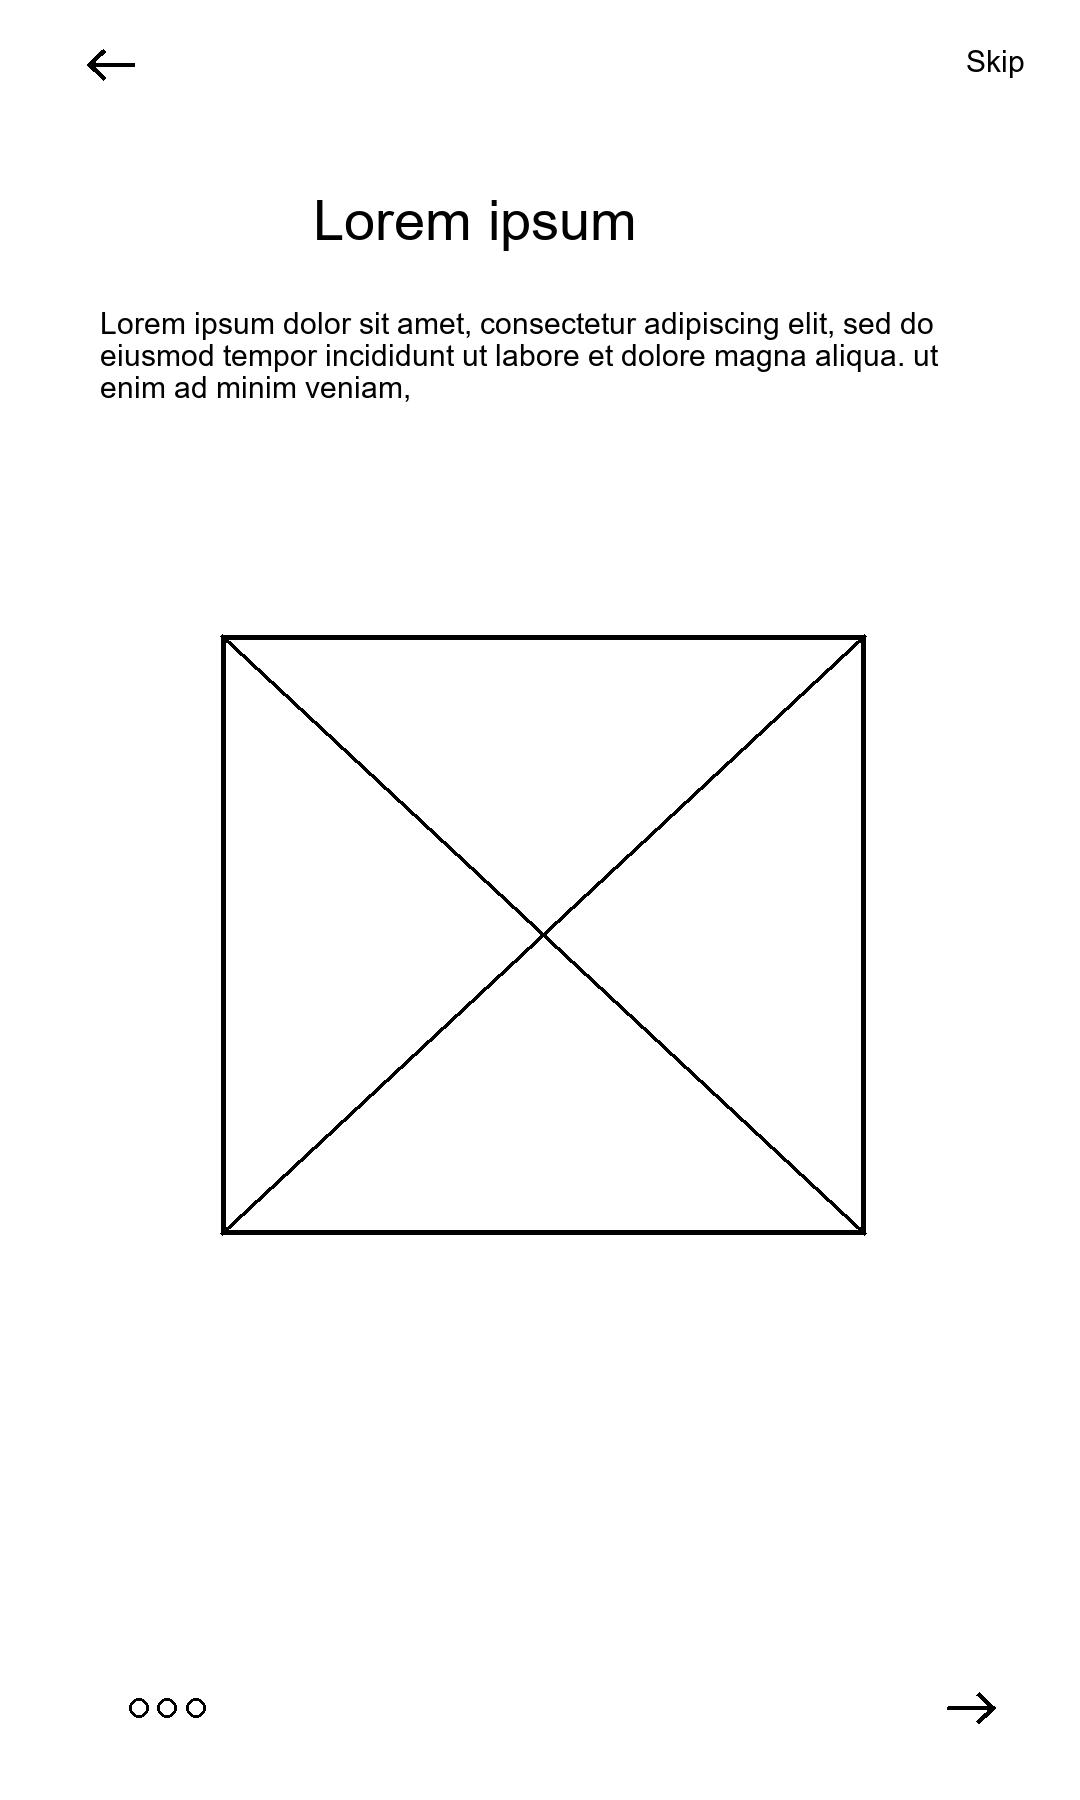 Skip
Lorem ipsum
Lorem ipsum dolor sit amet, consectetur adipiscing elit, sed do
eiusmod tempor incididunt ut labore et dolore magna aliqua. ut
enim ad minim veniam,